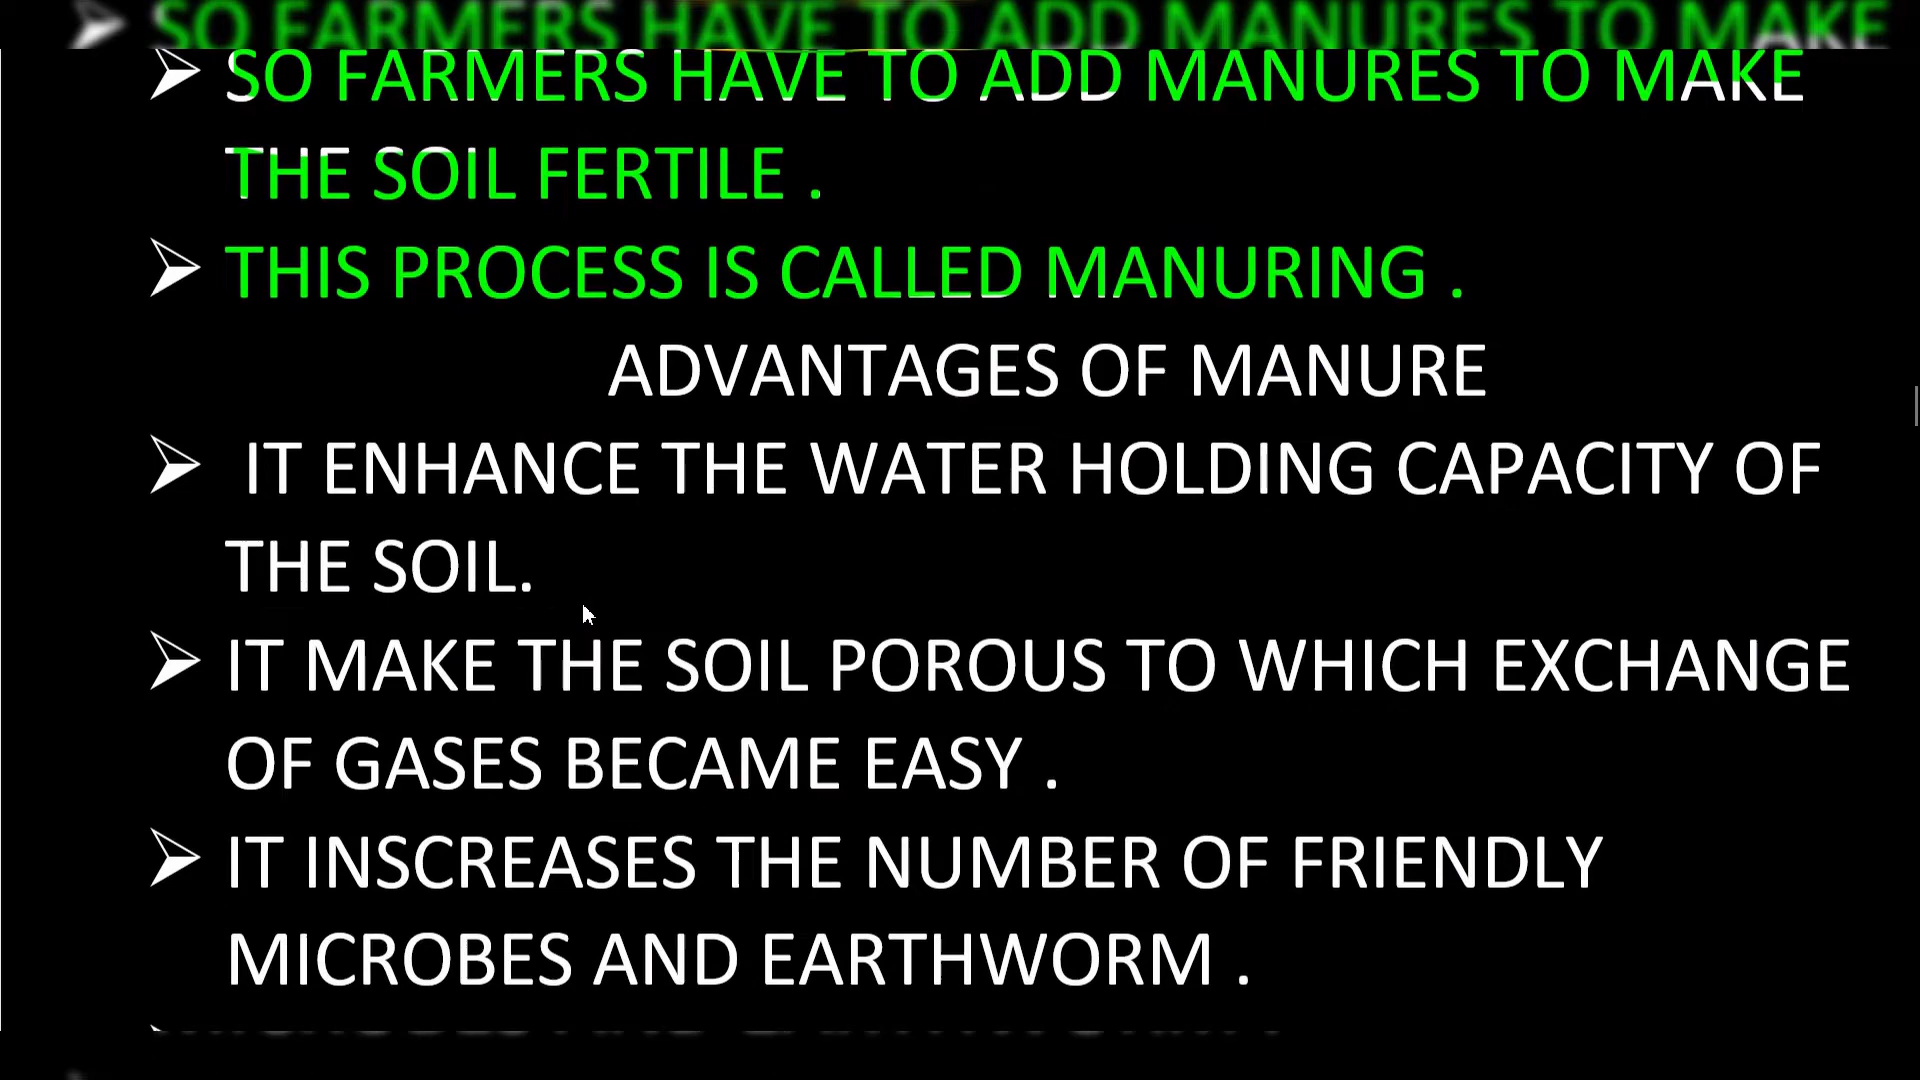 SO FARMERS HAVE TO ADD MANURES TO MAKE
➢ SO FARMERS HAVE TO ADD MANURES TO MAKE
THE SOIL FERTILE .
➢ THIS PROCESS IS CALLED MANURING .
ADVANTAGES OF MANURE
➢ IT ENHANCE THE WATER HOLDING CAPACITY OF
THE SOIL.
➢ IT MAKE THE SOIL POROUS TO WHICH EXCHANGE
OF GASES BECAME EASY .
➢ IT INSCREASES THE NUMBER OF FRIENDLY
MICROBES AND EARTHWORM .